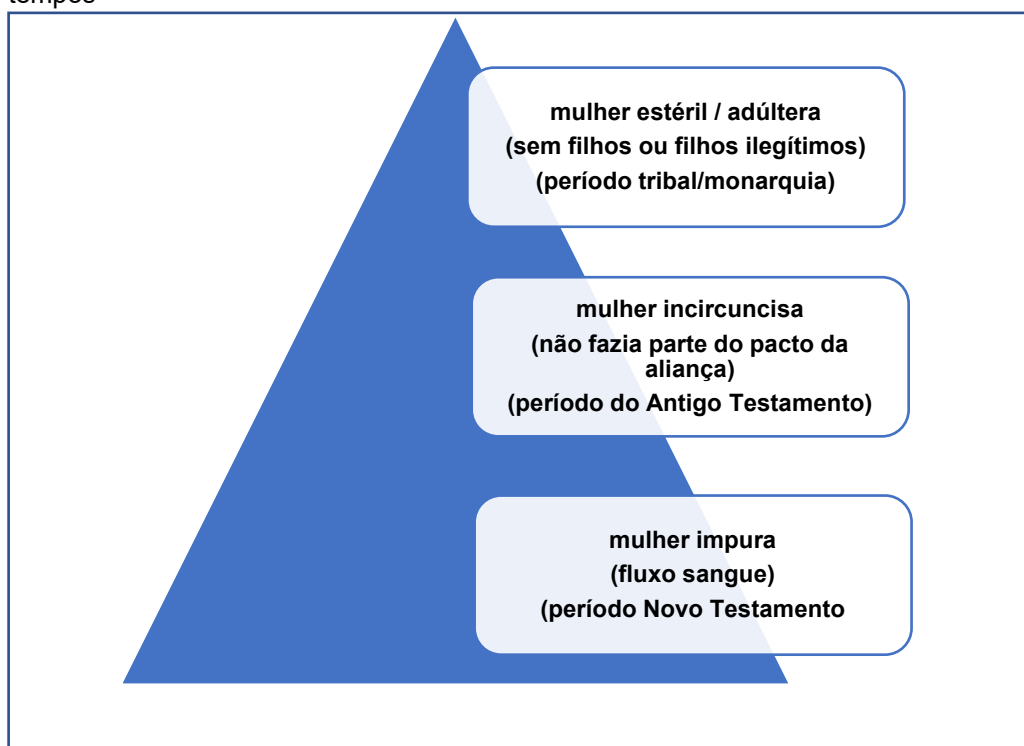 mulher estéril / adúltera
(sem filhos ou filhos ilegítimos)
(período tribal/monarquia)
mulher incircuncisa
(não fazia parte do pacto da
aliança)
(período do Antigo Testamento)
mulher impura
(fluxo sangue)
(período Novo Testamento